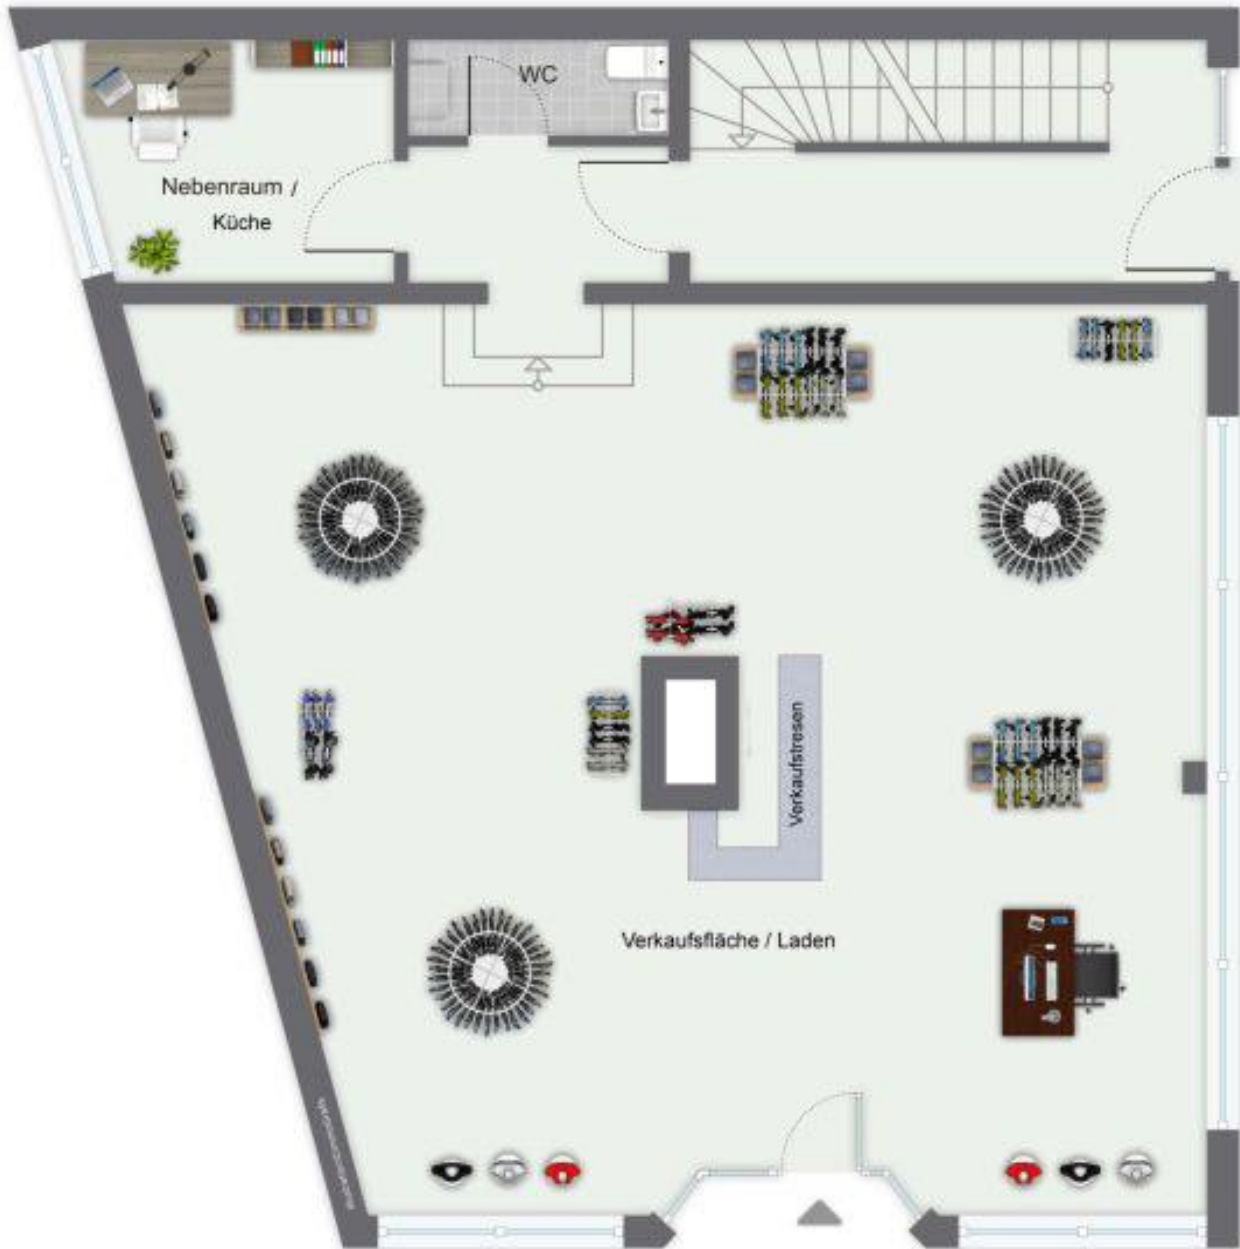 WC
Nebenraum /
Küche
Verkaufstresen
Verkaufsfläche / Laden